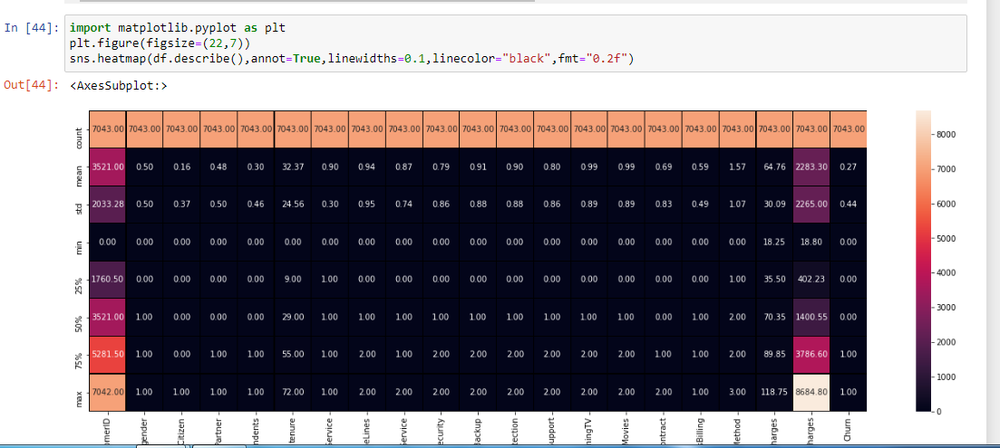 In [44]: import matplotlib.pyplot as plt
plt.figure(figsize=(22,7))
sns.heatmap(df.describe(),annot=True,linewidths=0.1,linecolor="black",fmt="0.2f")
Out[44]: <AxesSubplot:>
count 7043.00 7043.00 7043.00 7043.00 7043.00 7043.00 7043.00 7043.00 7043.00 7043.00 7043.00 7043.00 7043.00 7043.00 7043.00 7043.00 7043.00 7043.00 7043.00 7043.00 7043.00
mean 3521.00 0.50 0.16 0.48 0.30 32.37 0.90 0.94 0.87 0.79 0.91 0.90 0.80 0.99 0.99 0.69 0.59 1.57 64.76 2283.30 0.27
std 2033.28 0.50 0.37 0.50 0.46 24.56 0.30 0.95 0.74 0.86 0.88 0.88 0.86 0.89 0.89 0.83 0.49 1.07 30.09 2265.00 0.44
min 0.00 0.00 0.00 0.00 0.00 0.00 0.00 0.00 0.00 0.00 0.00 0.00 0.00 0.00 0.00 0.00 0.00 0.00 18.25 18.80 0.00
25% 1760.50 0.00 0.00 0.00 0.00 9.00 1.00 0.00 0.00 0.00 0.00 0.00 0.00 0.00 0.00 0.00 0.00 1.00 35.50 402.23 0.00
50% 3521.00 1.00 0.00 0.00 0.00 29.00 1.00 1.00 1.00 1.00 1.00 1.00 1.00 1.00 1.00 0.00 1.00 2.00 70.35 1400.55 0.00
75% 5281.50 1.00 0.00 1.00 1.00 55.00 1.00 2.00 1.00 2.00 2.00 2.00 2.00 2.00 2.00 1.00 1.00 2.00 89.85 3786.60 1.00
max 7042.00 1.00 1.00 1.00 1.00 72.00 1.00 2.00 2.00 2.00 2.00 2.00 2.00 2.00 2.00 2.00 1.00 3.00 118.75 8684.80 1.00
omerID gender Citizen Partner ndents tenure Service eLines Service ecurity Backup tection upport ningTV Movies ontract sBilling Method harges harges Churn
8000
7000
6000
5000
4000
3000
2000
1000
0